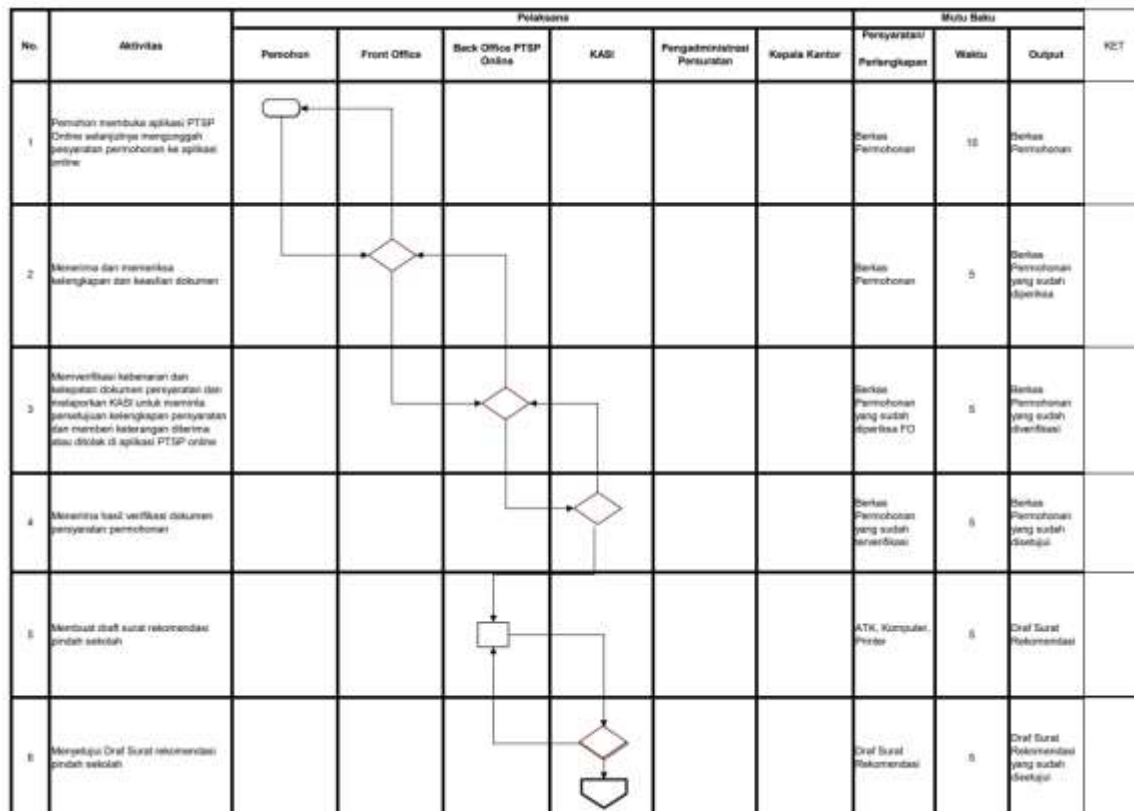 Pelaksana
Mutu Baku
No.
Aktivitas
Pemohon
Front Office
Back Office PTSP
Online
KASI
Pengadministrasi
Persuratan
Kepala Kantor
Persyaratan/
Perlengkapan
Waktu
Output
KET
1
Pemohon membuka aplikasi PTSP
Online selanjutnya mengunggah
pesyaratan permohonan ke aplikasi
online
Berkas
Permohonan
10
Berkas
Permohonan
2
Menerima dan memeriksa
kelengkapan dan keaslian dokumen
Berkas
Permohonan
5
Berkas
Permohonan
yang sudah
diperiksa
3
Memverifikasi kebenaran dan
ketepatan dokumen persyaratan dan
melaporkan KASI untuk meminta
persetujuan kelengkapan persyaratan
dan memberi keterangan diterima
atau ditolak di aplikasi PTSP online
Berkas
Permohonan
yang sudah
diperiksa FO
5
Berkas
Permohonan
yang sudah
diverifikasi
4
Menerima hasil verifikasi dokumen
persyaratan permohonan
Berkas
Permohonan
yang sudah
terverifikasi
5
Berkas
Permohonan
yang sudah
disetujui
5
Membuat draft surat rekomendasi
pindah sekolah
ATK, Komputer,
Printer
5
Draf Surat
Rekomendasi
6
Menyetujui Draf Surat rekomendasi
pindah sekolah
Draf Surat
Rekomendasi
5
Draf Surat
Rekomendasi
yang sudah
disetujui